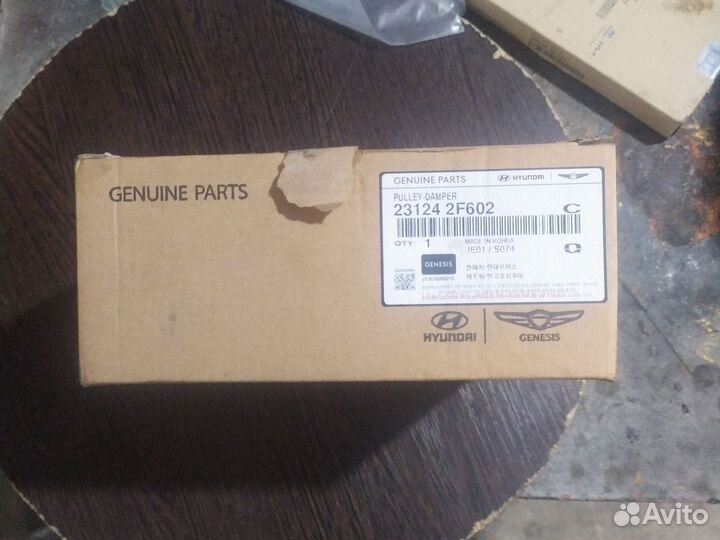 GENUINE PARTS
GENUINE PARTS HYUNDAI
PULLEY-DAMPER
23124 2F602 C
QTY 1 MADE IN KOREA
JE01 / S074 Q
GENESIS
HYUNDAI GENESIS
Avito